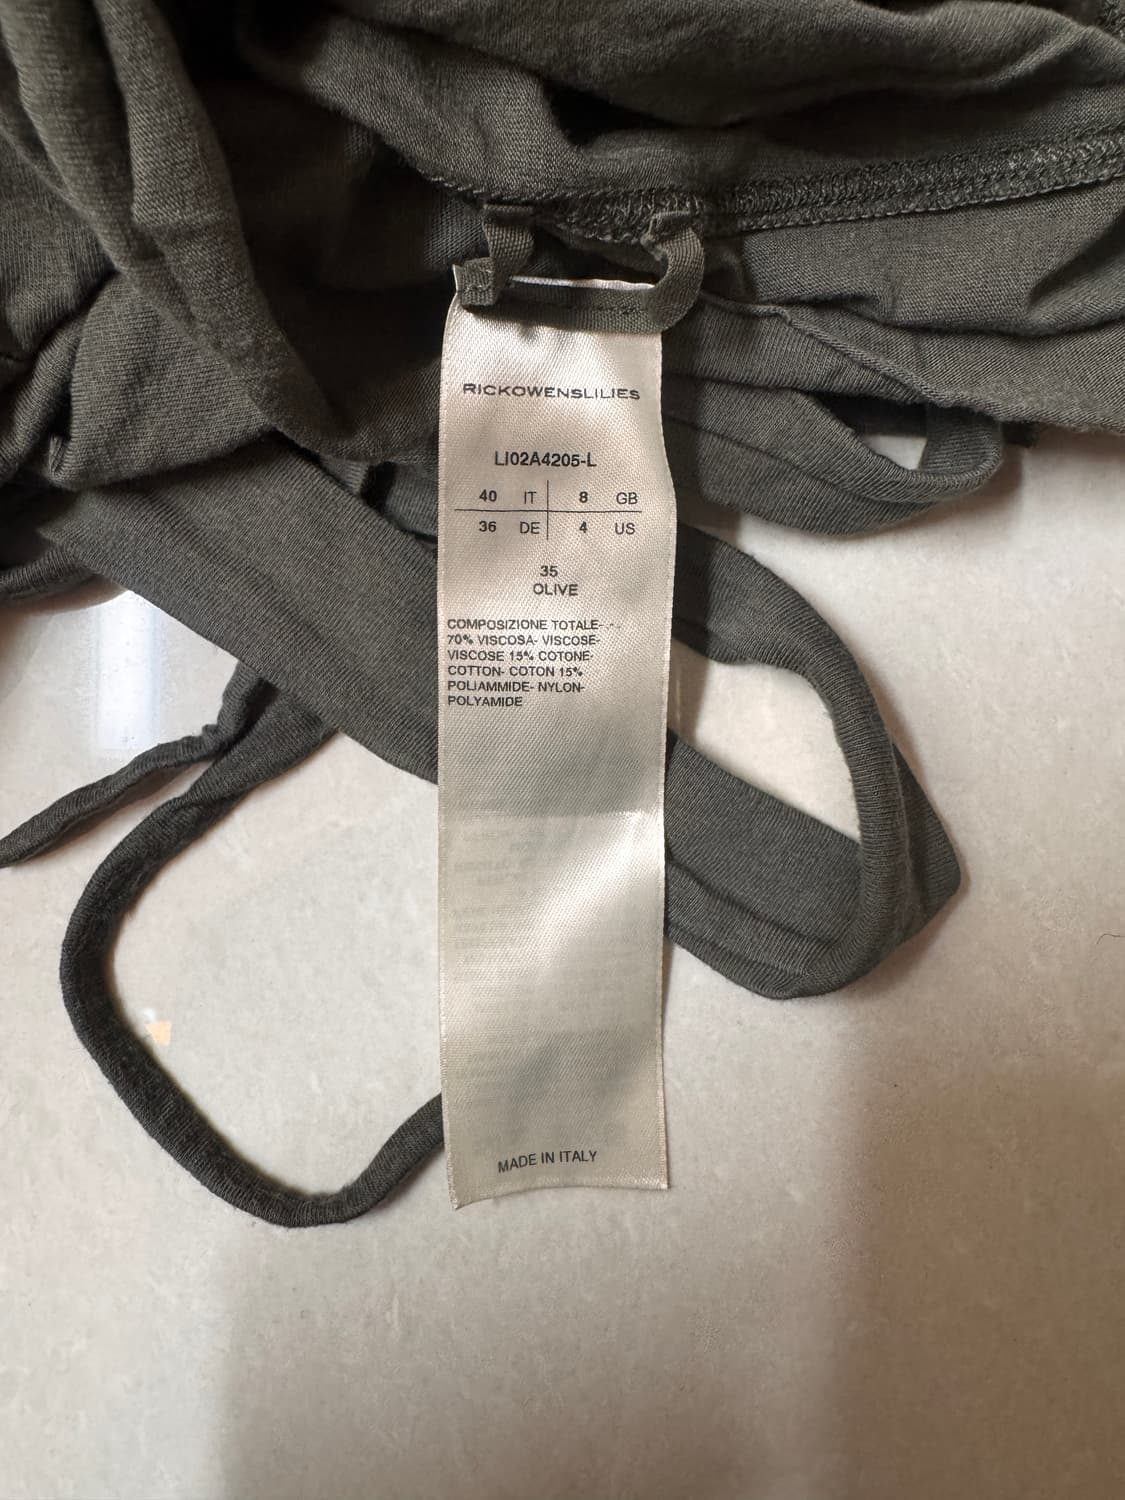 RICKOWENSLILIES
LI02A4205-L
40 IT 8 GB
36 DE 4 US
35
OLIVE
COMPOSIZIONE TOTALE- - -
70% VISCOSA- VISCOSE-
VISCOSE 15% COTONE-
COTTON- COTON 15%
POLIAMMIDE- NYLON-
POLYAMIDE
MADE IN ITALY